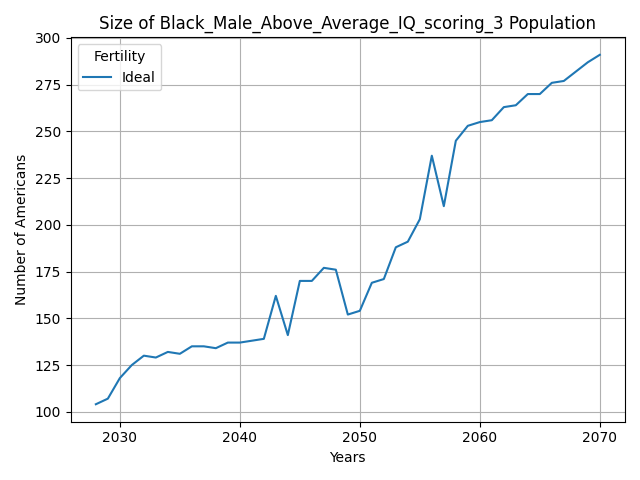 Size of Black_Male_Above_Average_IQ_scoring_3 Population
Fertility
Ideal
Number of Americans
300
275
250
225
200
175
150
125
100
2030 2040 2050 2060 2070
Years